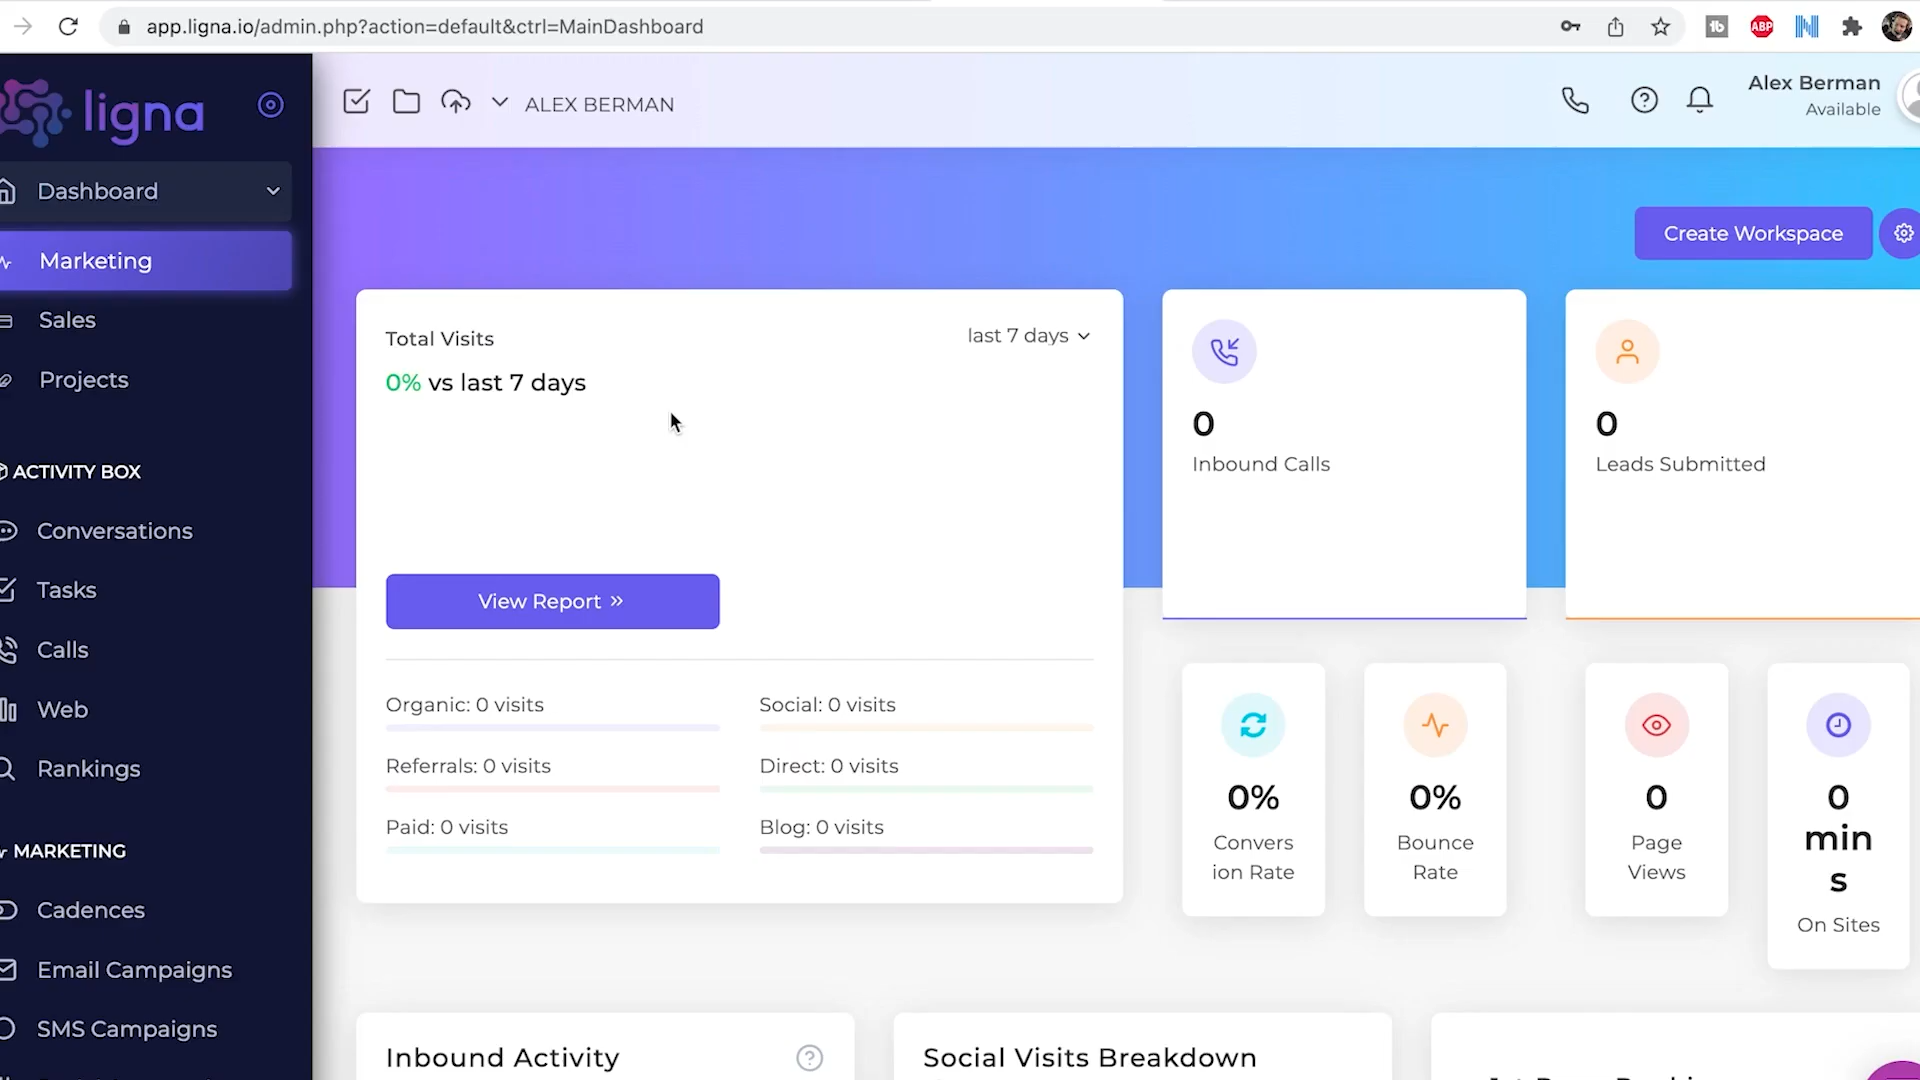 app.ligna.io/admin.php?action=default&ctrl=MainDashboard
tb
ABP
ligna
ALEX BERMAN
Alex Berman
Available
Dashboard
Marketing
Sales
Projects
ACTIVITY BOX
Conversations
Tasks
Calls
Web
Rankings
MARKETING
Cadences
Email Campaigns
SMS Campaigns
Create Workspace
Total Visits
last 7 days
0% vs last 7 days
View Report »
Organic: 0 visits
Social: 0 visits
Referrals: 0 visits
Direct: 0 visits
Paid: 0 visits
Blog: 0 visits
0
Inbound Calls
0
Leads Submitted
0%
Convers
ion Rate
0%
Bounce
Rate
0
Page
Views
0
min
s
On Sites
Inbound Activity
Social Visits Breakdown